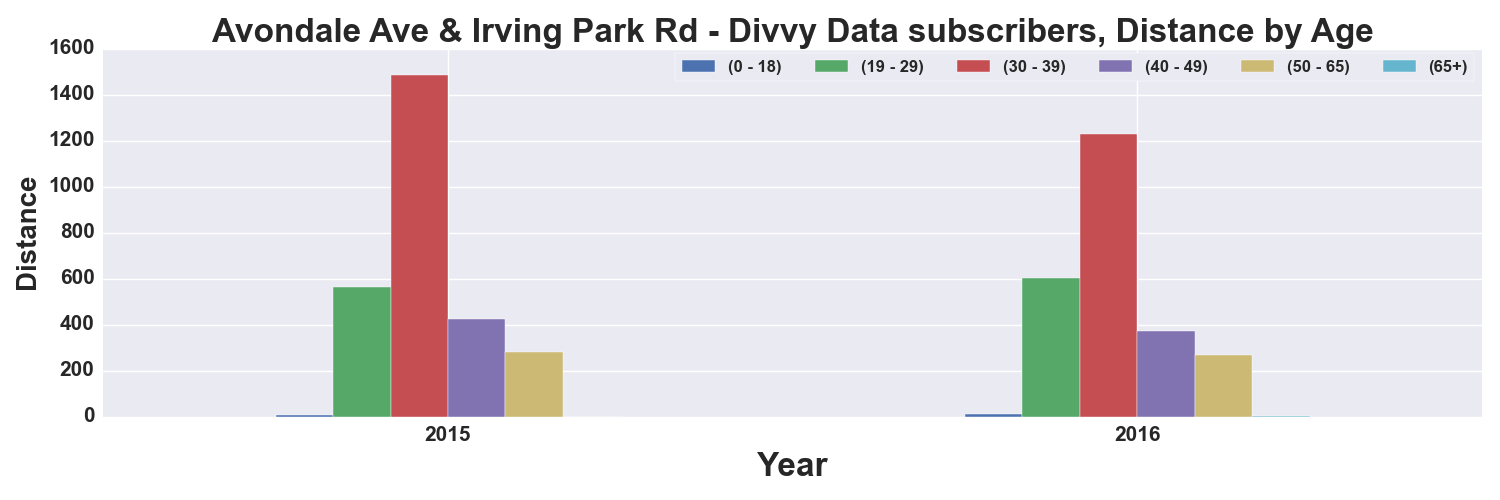 Avondale Ave & Irving Park Rd - Divvy Data subscribers, Distance by Age
(0 - 18) (19 - 29) (30 - 39) (40 - 49) (50 - 65) (65+)
1600
1400
1200
1000
800
600
400
200
0
Distance
2015 2016
Year